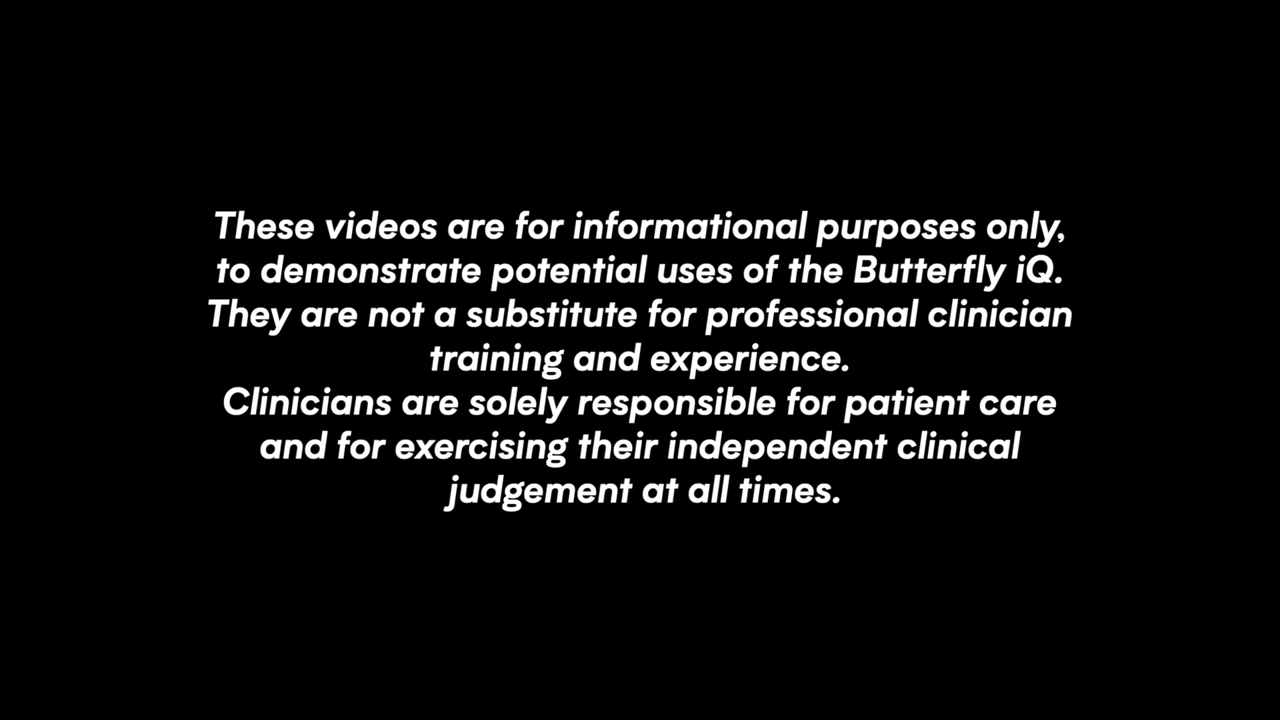 These videos are for informational purposes only,
to demonstrate potential uses of the Butterfly iQ.
They are not a substitute for professional clinician
training and experience.
Clinicians are solely responsible for patient care
and for exercising their independent clinical
judgement at all times.